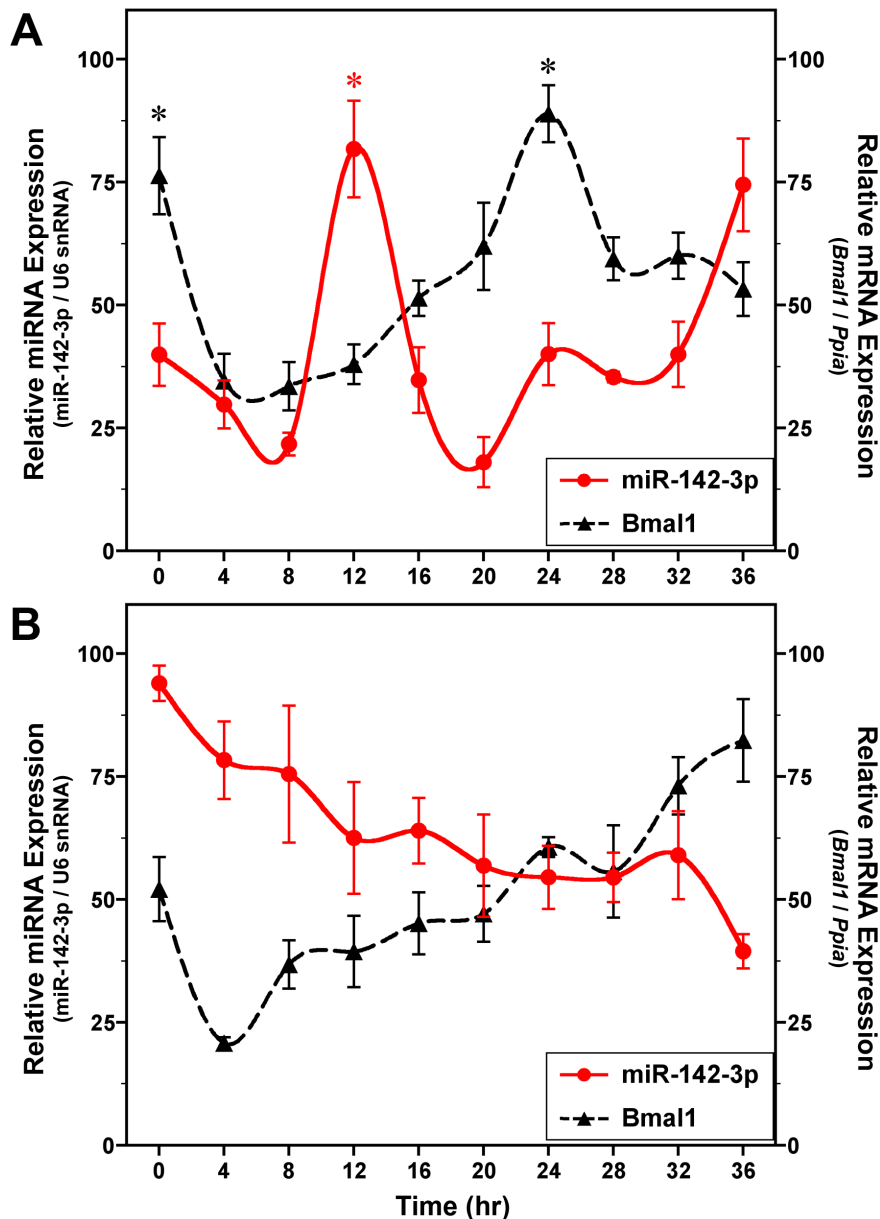 A
Relative miRNA Expression
(miR-142-3p / U6 snRNA)
100
75
50
25
0
*
*
*
100
75
50
25
0
Relative mRNA Expression
(Bmal1 / Ppia)
miR-142-3p
Bmal1
0 4 8 12 16 20 24 28 32 36
B
Relative miRNA Expression
(miR-142-3p / U6 snRNA)
100
75
50
25
0
100
75
50
25
0
Relative mRNA Expression
(Bmal1 / Ppia)
miR-142-3p
Bmal1
0 4 8 12 16 20 24 28 32 36
Time (hr)